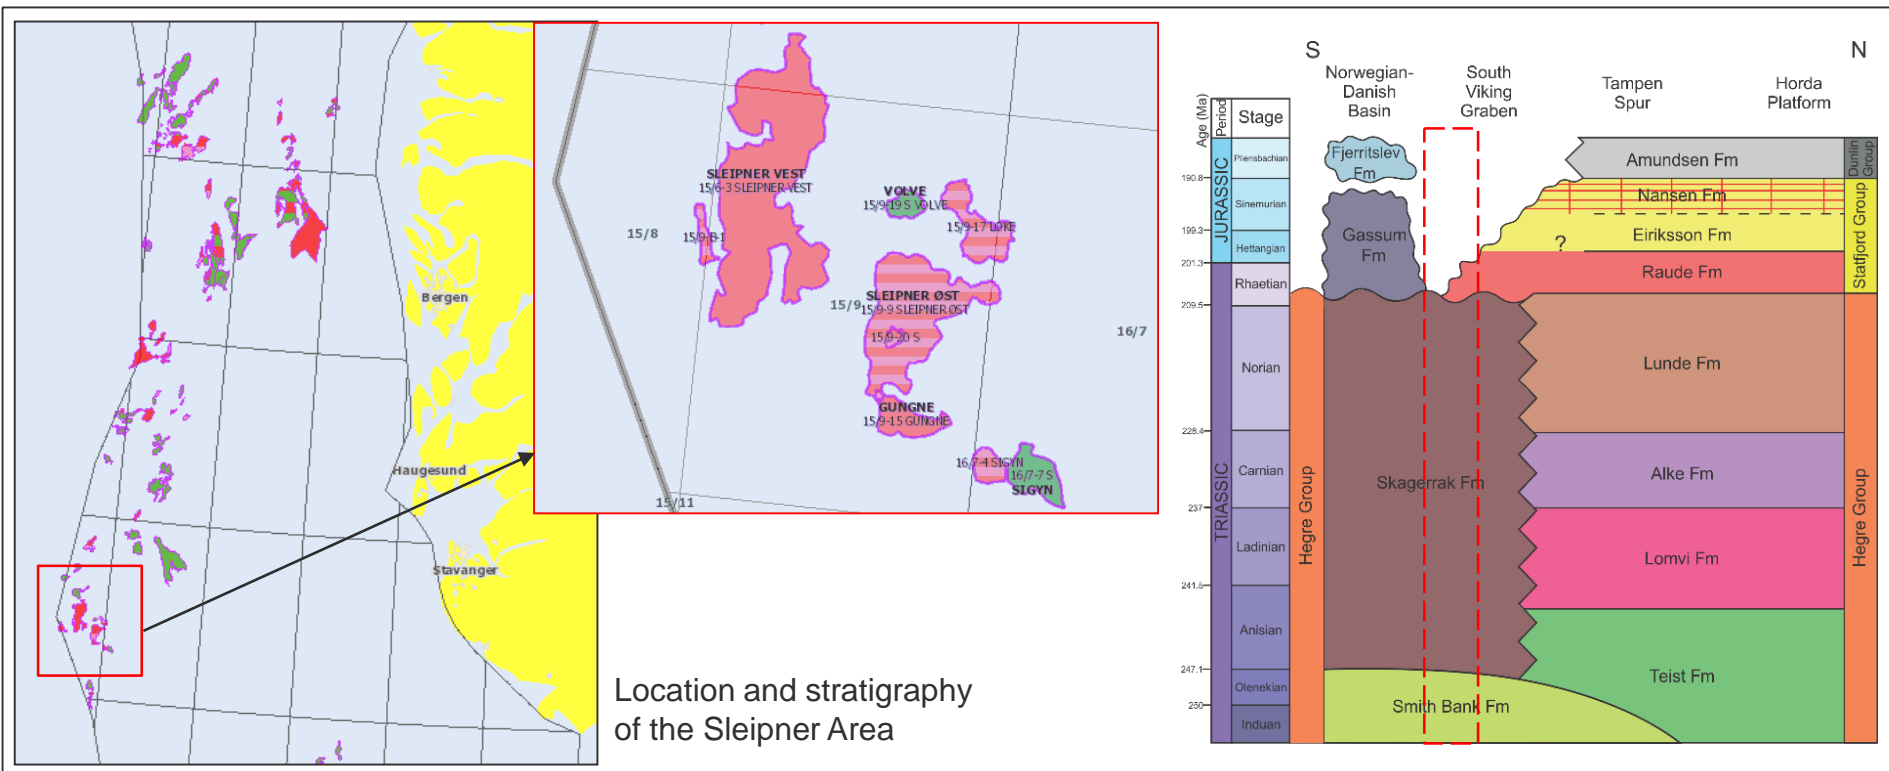 Bergen
Haugesund
Stavanger
SLEIPNER VEST
15/6-3 SLEIPNER VEST
VOLVE
15/9-19 S VOLVE
15/9-17 LOKE
15/8
15/9-B-1
SLEIPNER ØST
15/9
15/9-9 SLEIPNER ØST
15/9-20 S
16/7
GUNGNE
15/9-15 GUNGNE
16/7-4 SIGYN
16/7-7 S
SIGYN
15/11
Location and stratigraphy
of the Sleipner Area
S
N
Norwegian-
Danish
Basin
South
Viking
Graben
Tampen
Spur
Horda
Platform
Age (Ma)
Period
Stage
JURASSIC
TRIASSIC
Pliensbachian
190.8
Sinemurian
199.3
Hettangian
201.3
Rhaetian
209.5
Norian
228.4
Carnian
237
Ladinian
241.5
Anisian
247.1
Olenekian
250
Induan
Hegre Group
Fjerritslev
Fm
Gassum
Fm
Skagerrak Fm
Smith Bank Fm
Amundsen Fm
Nansen Fm
Eiriksson Fm
?
Raude Fm
Lunde Fm
Alke Fm
Lomvi Fm
Teist Fm
Dunlin
Group
Statfjord Group
Hegre Group